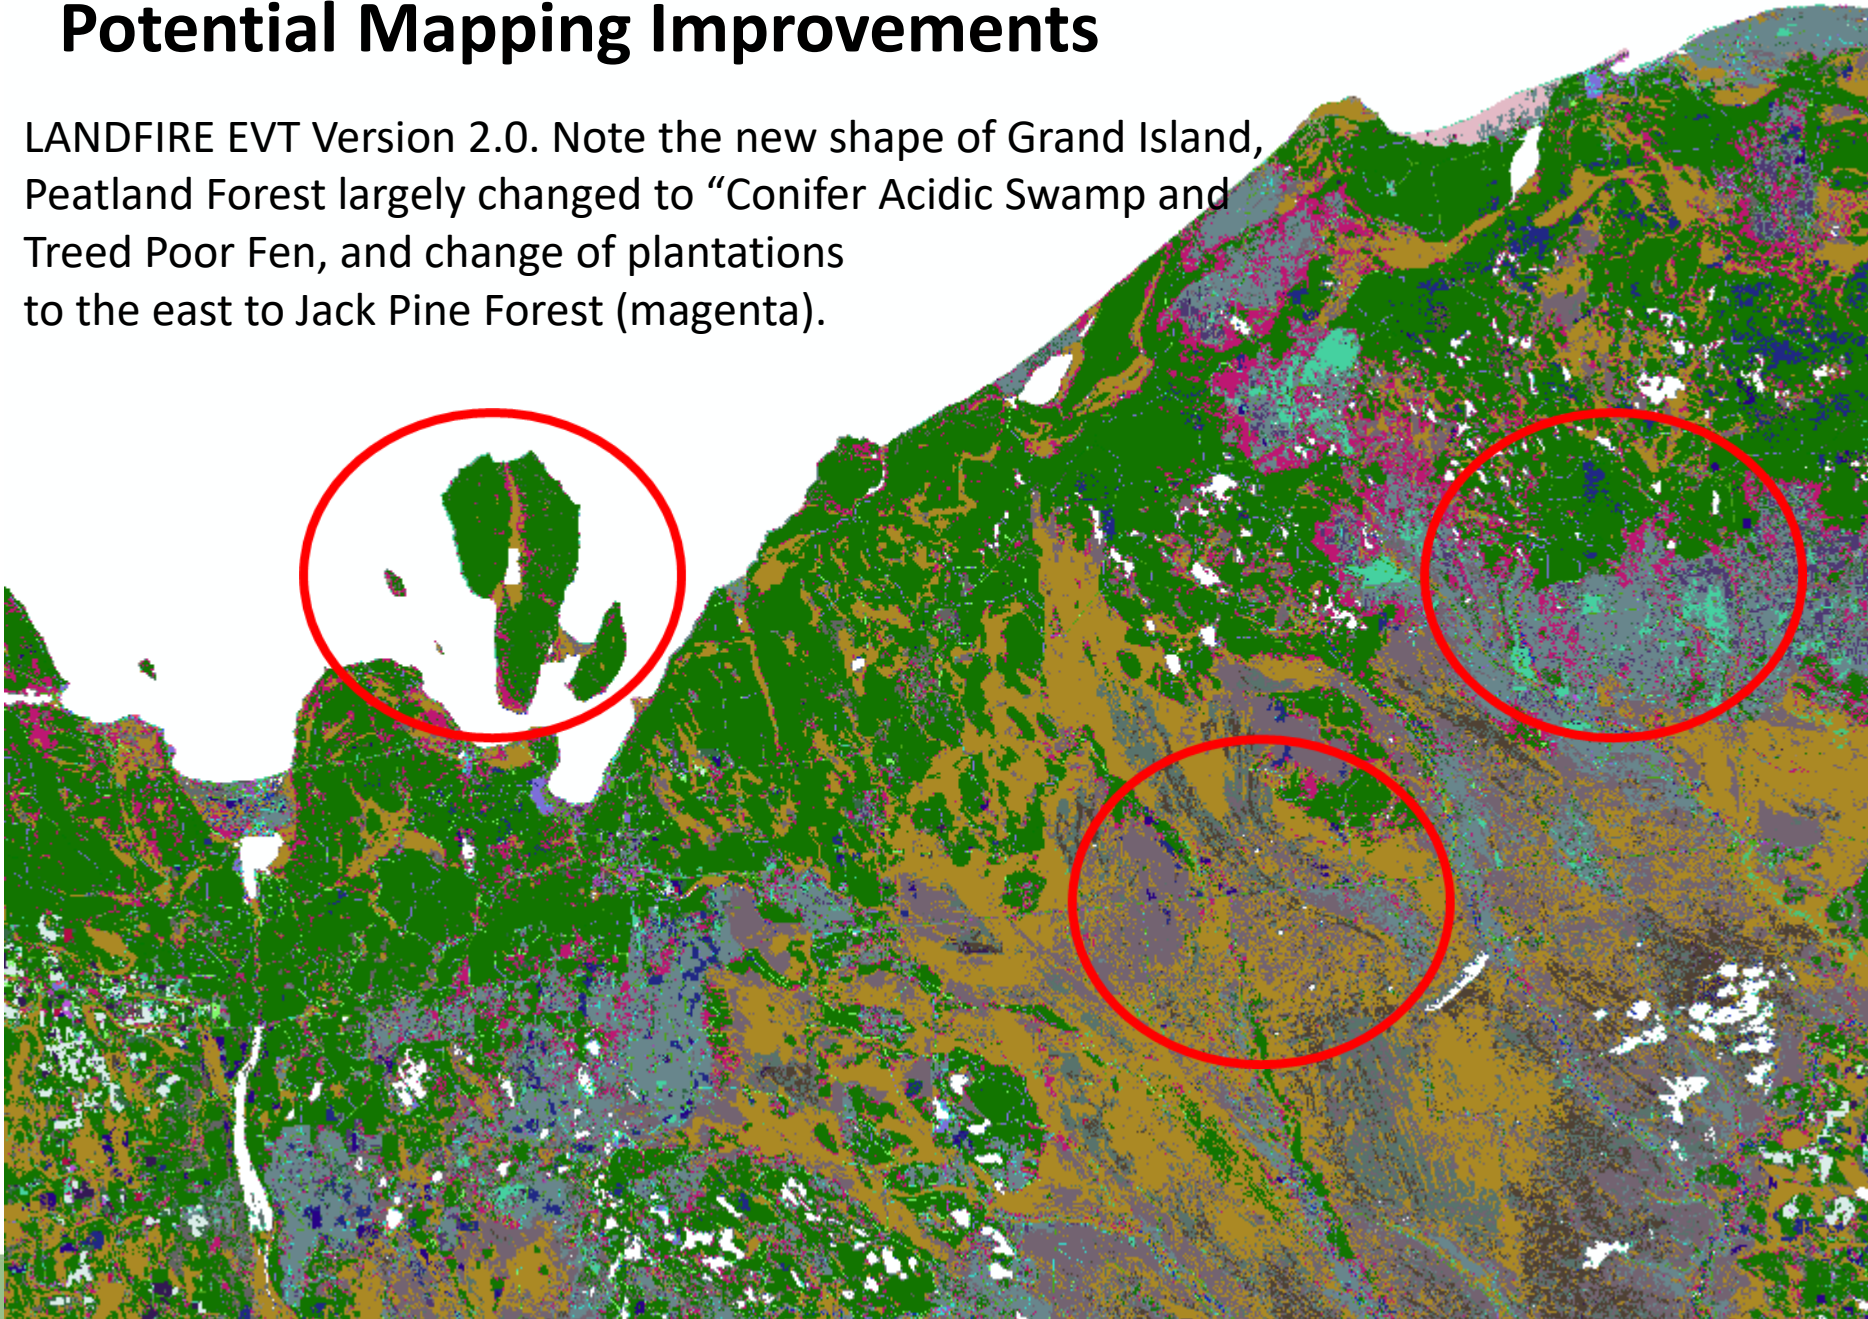 Potential Mapping Improvements
LANDFIRE EVT Version 2.0. Note the new shape of Grand Island,
Peatland Forest largely changed to “Conifer Acidic Swamp and
Treed Poor Fen, and change of plantations
to the east to Jack Pine Forest (magenta).